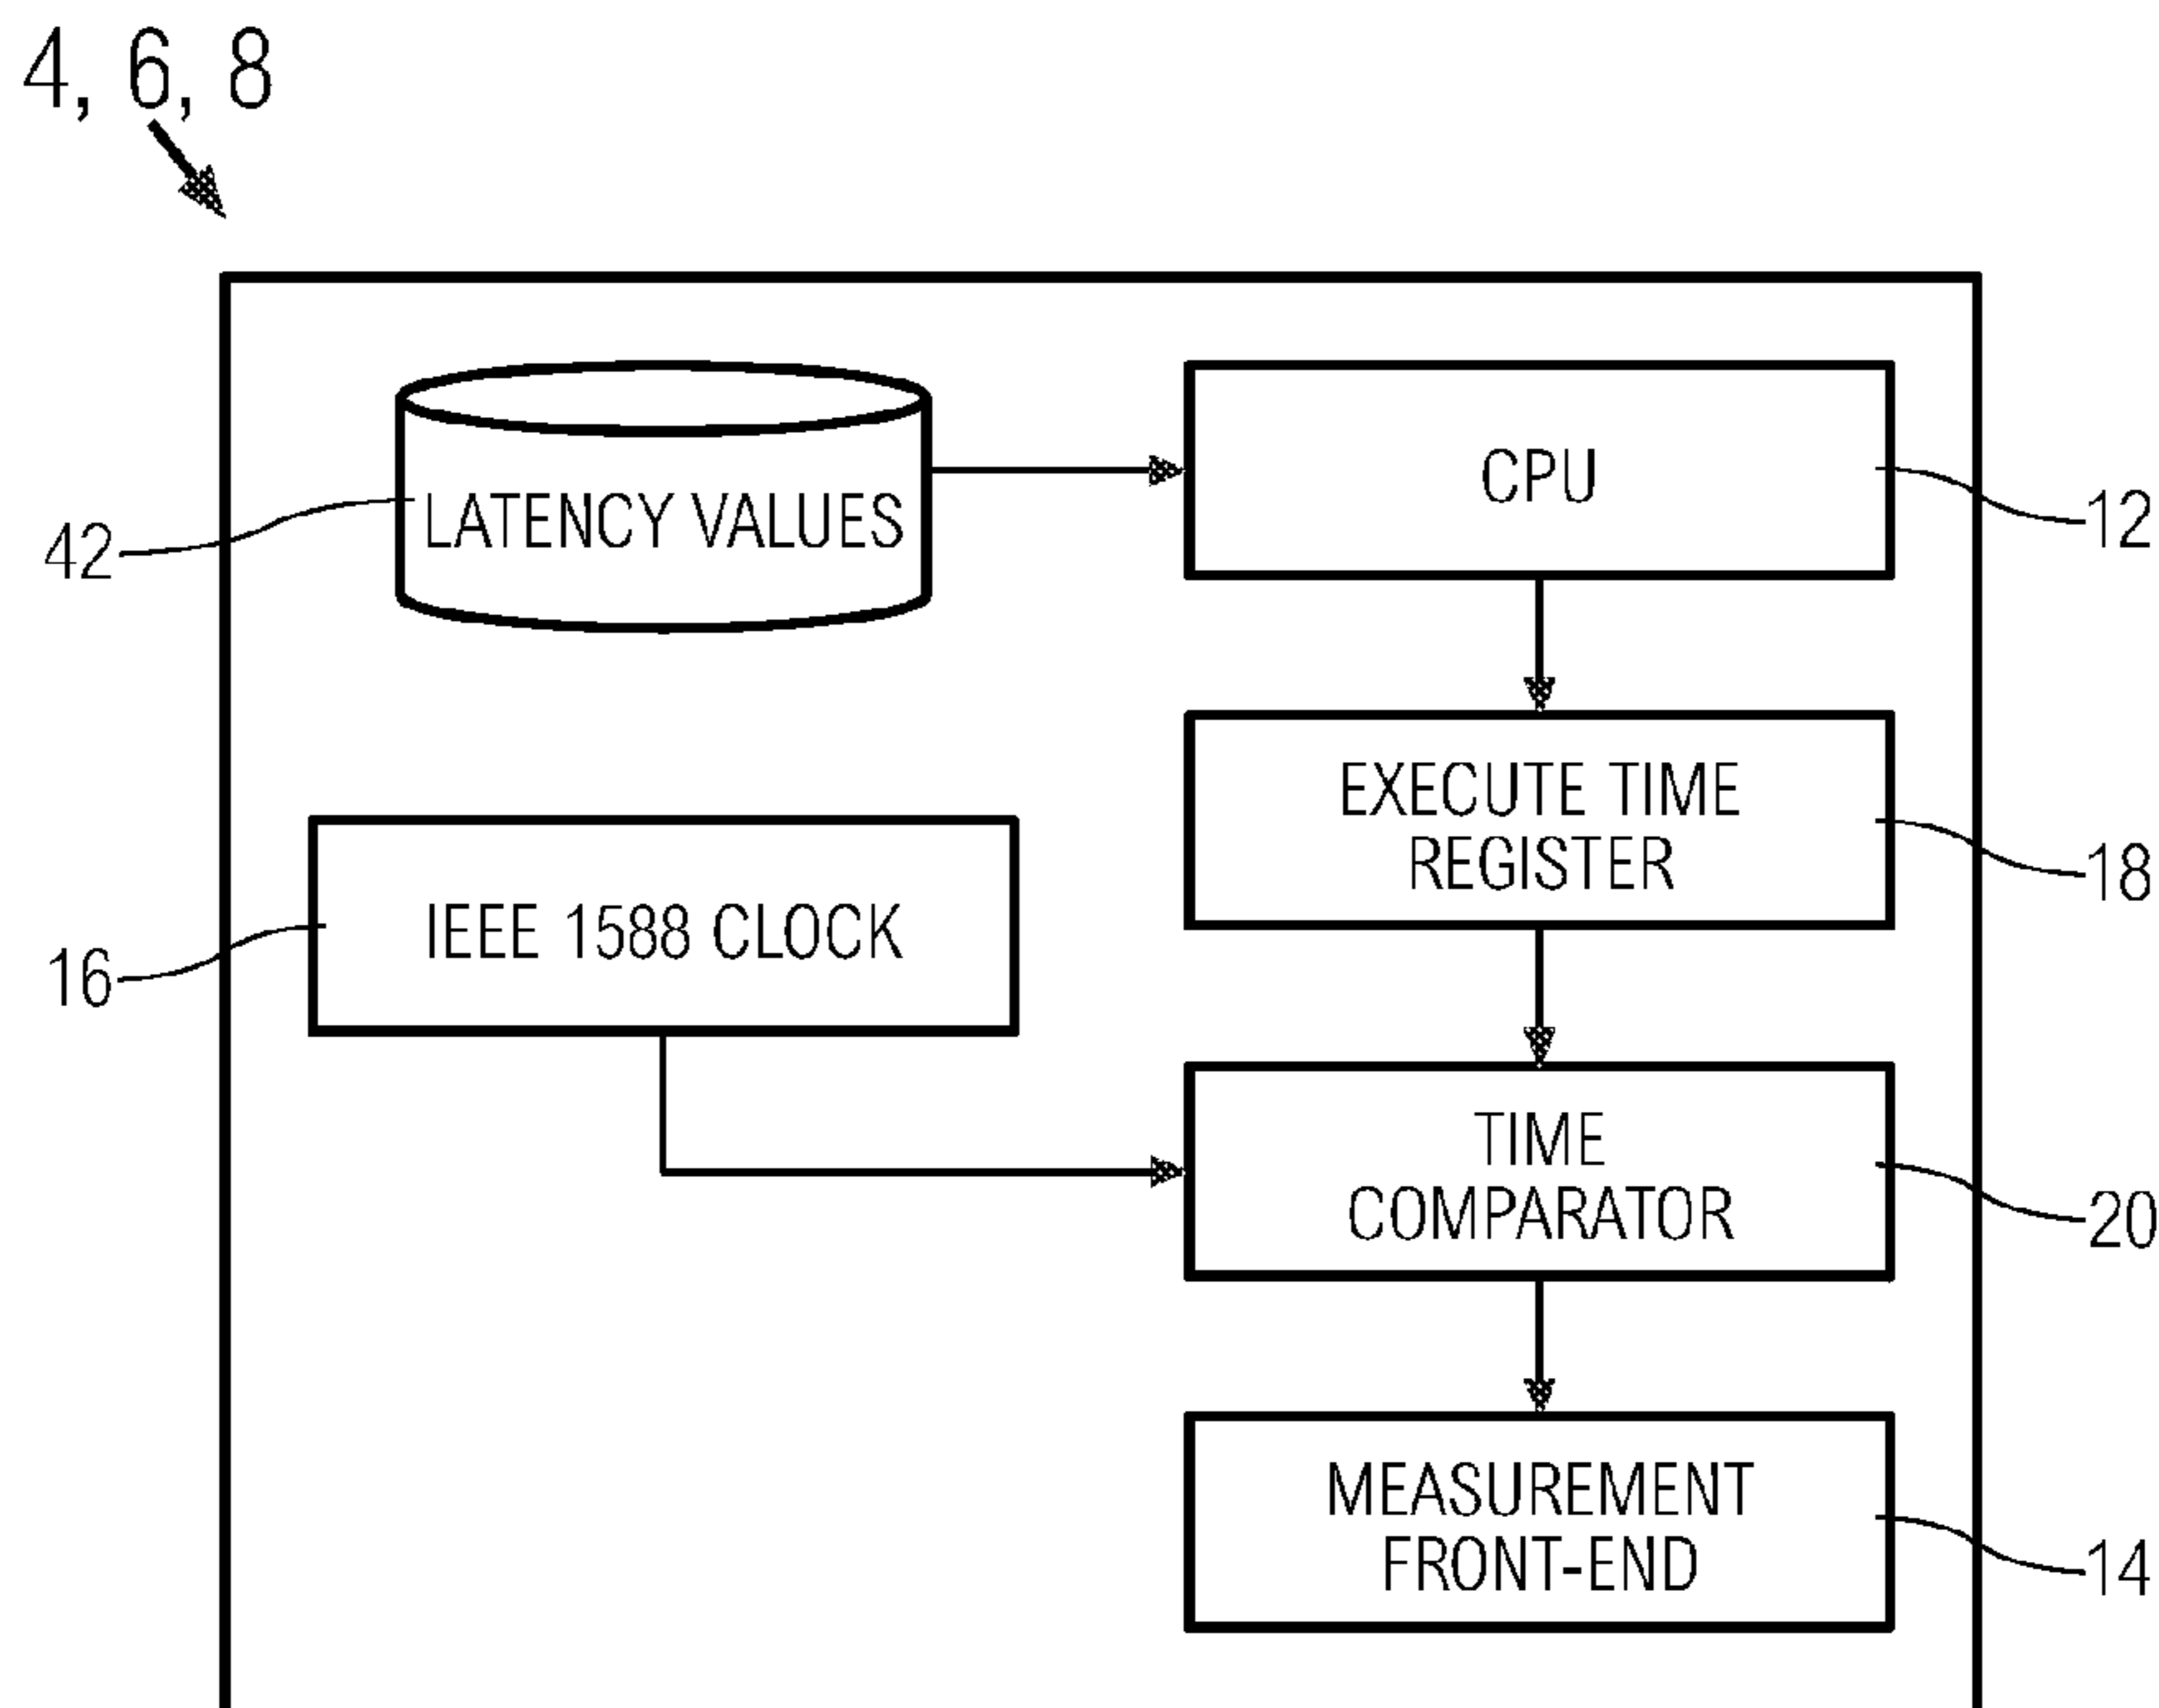 4, 6, 8
CPU
12
LATENCY VALUES
42
EXECUTE TIME
REGISTER
18
IEEE 1588 CLOCK
16
TIME
COMPARATOR
20
MEASUREMENT
FRONT-END
14